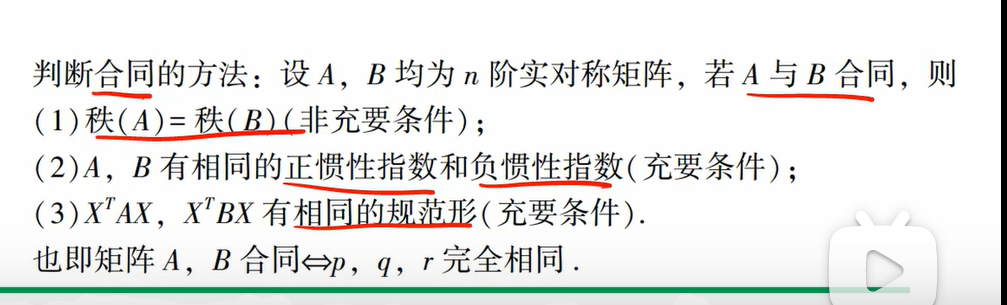 判断合同的方法：设 A，B 均为 n 阶实对称矩阵，若 A 与 B 合同，则
(1)秩(A)=秩(B)(非充要条件)；
(2)A，B 有相同的正惯性指数和负惯性指数(充要条件)；
(3)XᵀAX，XᵀBX 有相同的规范形(充要条件)．
也即矩阵 A，B 合同⇔p，q，r 完全相同．